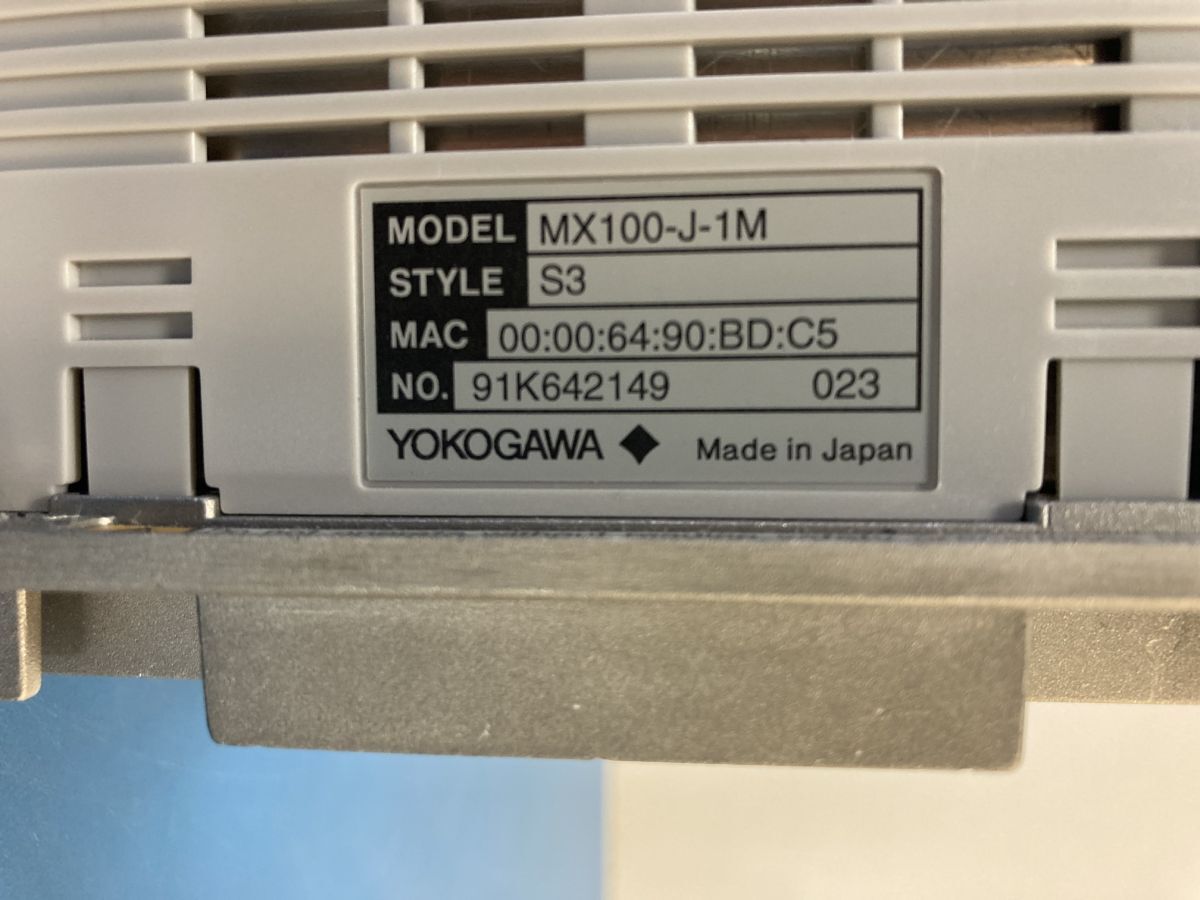 MODEL MX100-J-1M
STYLE S3
MAC 00:00:64:90:BD:C5
NO. 91K642149 023
YOKOGAWA ◆ Made in Japan